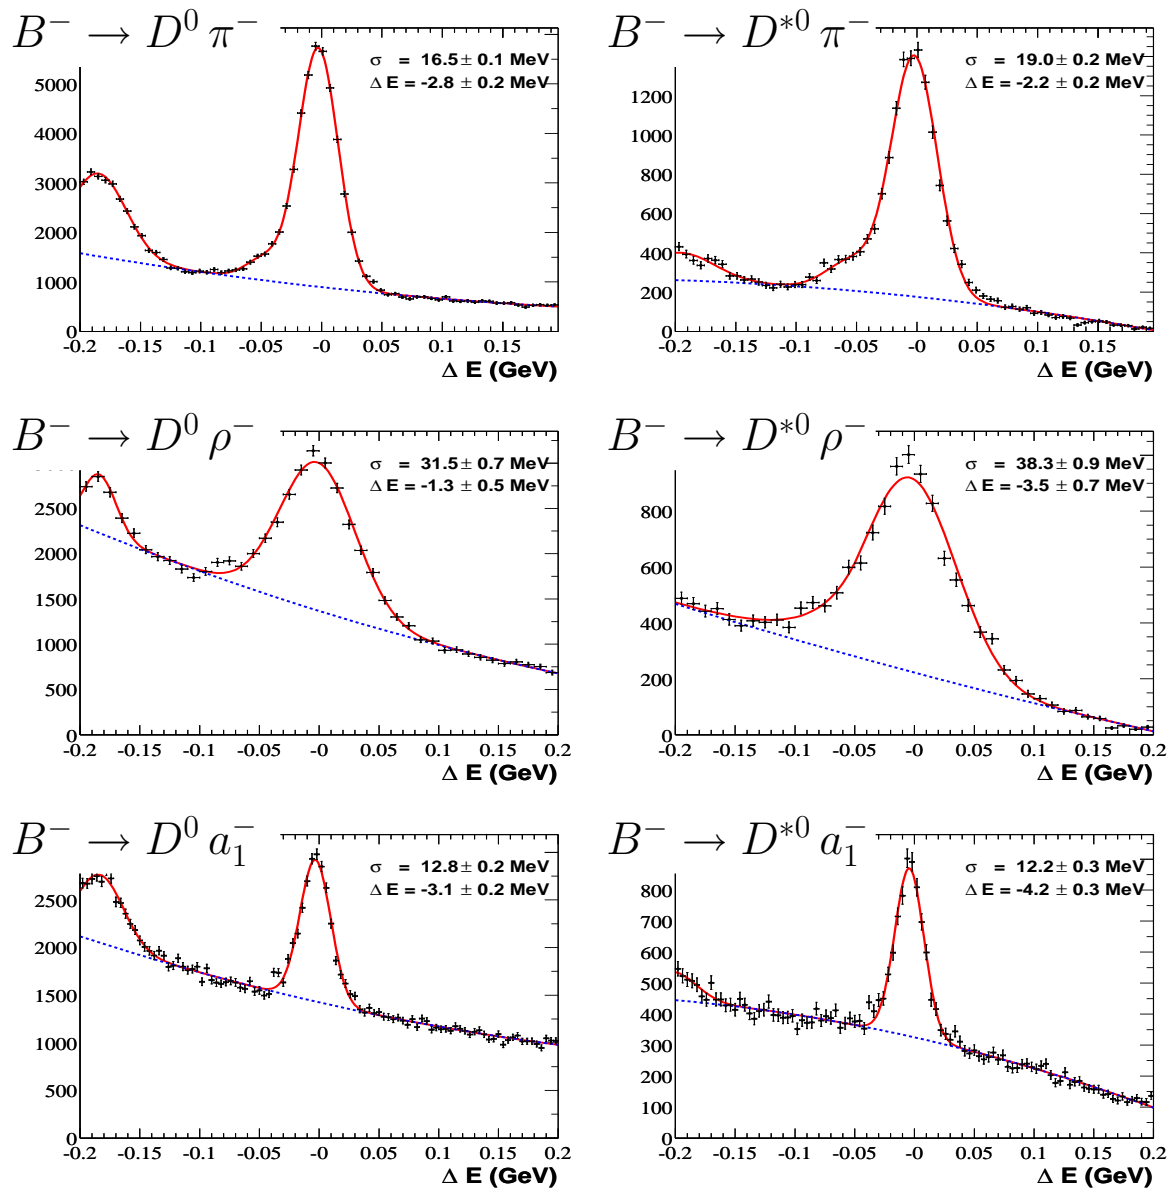 B⁻ → D⁰ π⁻
σ = 16.5 ± 0.1 MeV
Δ E = -2.8 ± 0.2 MeV
5000
4000
3000
2000
1000
0
-0.2 -0.15 -0.1 -0.05 -0 0.05 0.1 0.15
Δ E (GeV)
B⁻ → D*⁰ π⁻
σ = 19.0 ± 0.2 MeV
Δ E = -2.2 ± 0.2 MeV
1400
1200
1000
800
600
400
200
0
-0.2 -0.15 -0.1 -0.05 -0 0.05 0.1 0.15
Δ E (GeV)
B⁻ → D⁰ ρ⁻
σ = 31.5 ± 0.7 MeV
Δ E = -1.3 ± 0.5 MeV
2500
2000
1500
1000
500
0
-0.2 -0.15 -0.1 -0.05 -0 0.05 0.1 0.15 0.2
Δ E (GeV)
B⁻ → D*⁰ ρ⁻
σ = 38.3 ± 0.9 MeV
Δ E = -3.5 ± 0.7 MeV
800
600
400
200
0
-0.2 -0.15 -0.1 -0.05 -0 0.05 0.1 0.15 0.2
Δ E (GeV)
B⁻ → D⁰ a₁⁻
σ = 12.8 ± 0.2 MeV
Δ E = -3.1 ± 0.2 MeV
2500
2000
1500
1000
500
0
-0.2 -0.15 -0.1 -0.05 -0 0.05 0.1 0.15 0.2
Δ E (GeV)
B⁻ → D*⁰ a₁⁻
σ = 12.2 ± 0.3 MeV
Δ E = -4.2 ± 0.3 MeV
800
700
600
500
400
300
200
100
0
-0.2 -0.15 -0.1 -0.05 -0 0.05 0.1 0.15 0.2
Δ E (GeV)